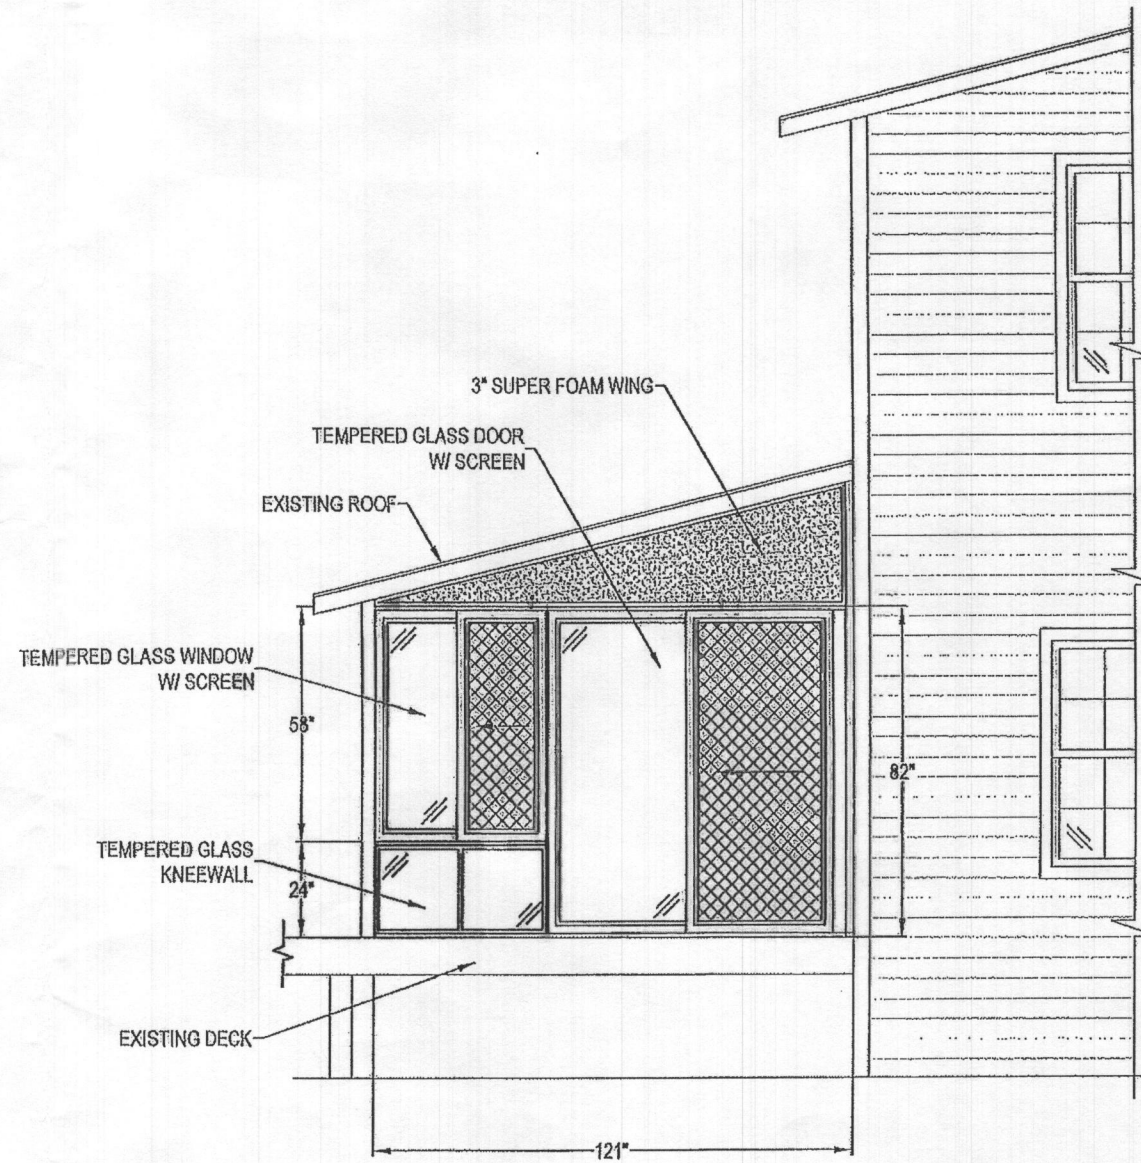 3" SUPER FOAM WING
TEMPERED GLASS DOOR
W/ SCREEN
EXISTING ROOF
TEMPERED GLASS WINDOW
W/ SCREEN
58"
82"
TEMPERED GLASS
KNEEWALL
24"
EXISTING DECK
121"